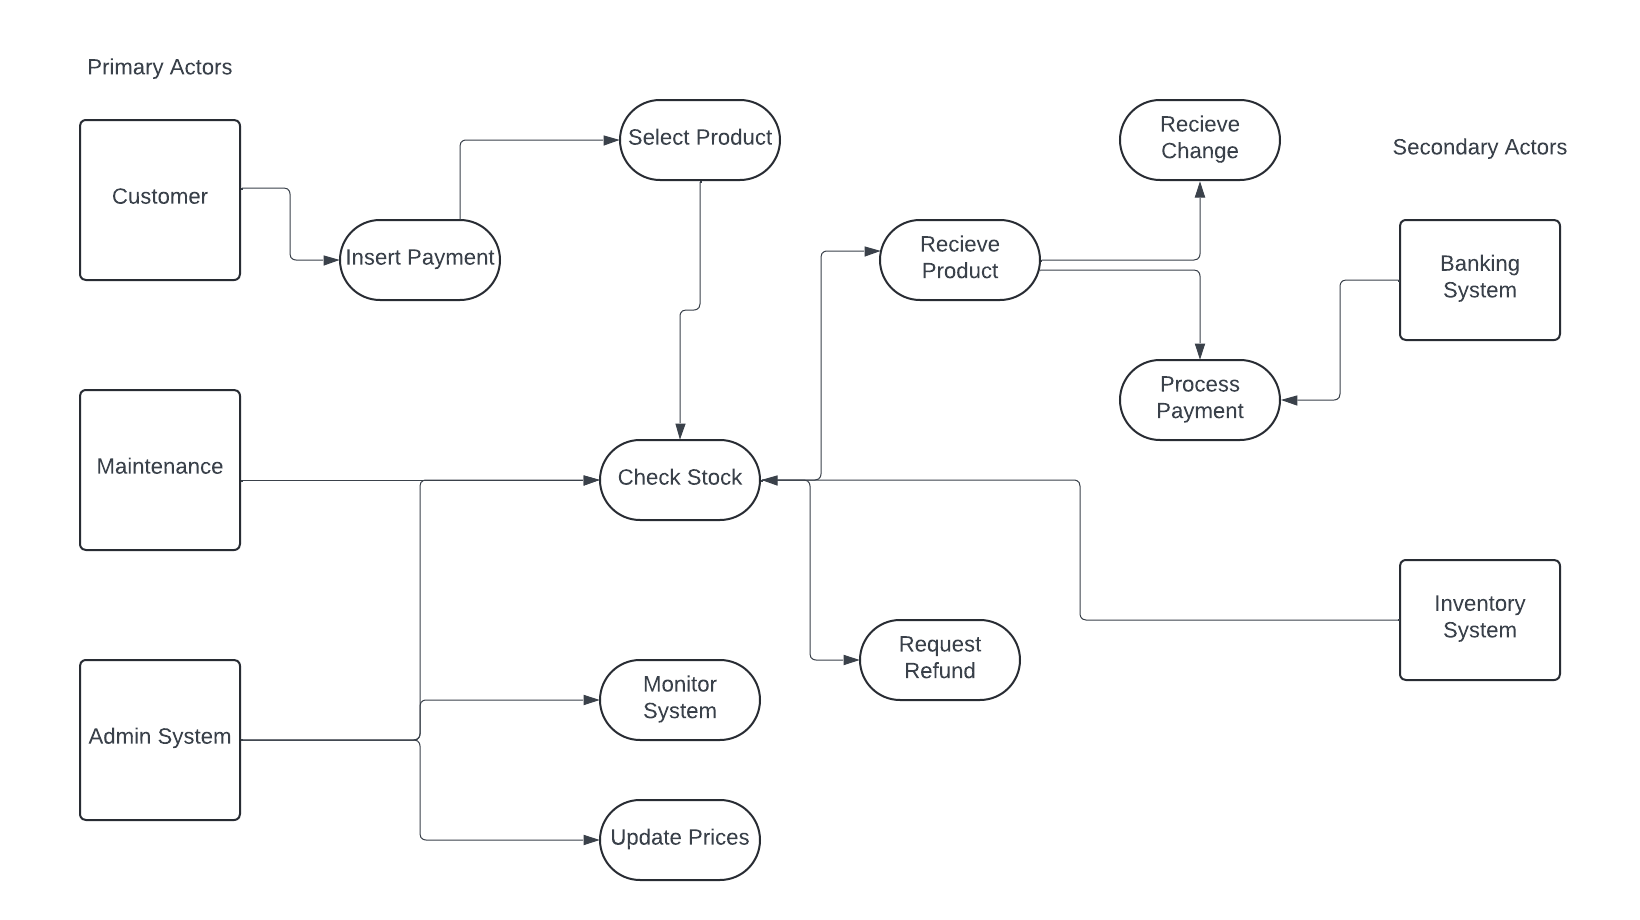 Primary Actors
Customer
Insert Payment
Select Product
Recieve
Product
Recieve
Change
Secondary Actors
Banking
System
Process
Payment
Maintenance
Check Stock
Inventory
System
Request
Refund
Admin System
Monitor
System
Update Prices